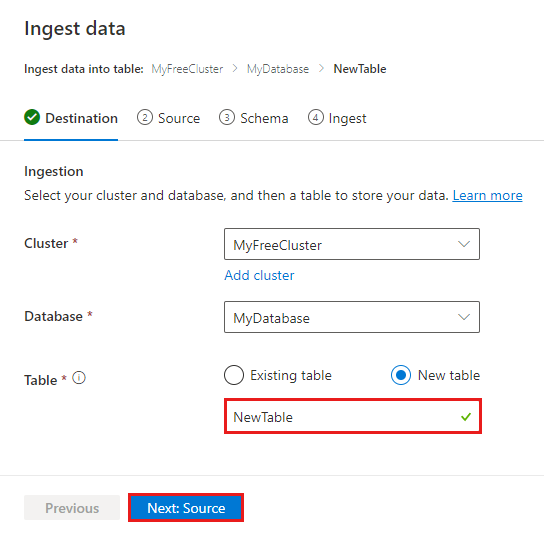 Ingest data
Ingest data into table: MyFreeCluster > MyDatabase > NewTable
Destination 2 Source 3 Schema 4 Ingest
Ingestion
Select your cluster and database, and then a table to store your data. Learn more
Cluster * MyFreeCluster
Add cluster
Database * MyDatabase
Table * Existing table New table
NewTable
Previous Next: Source